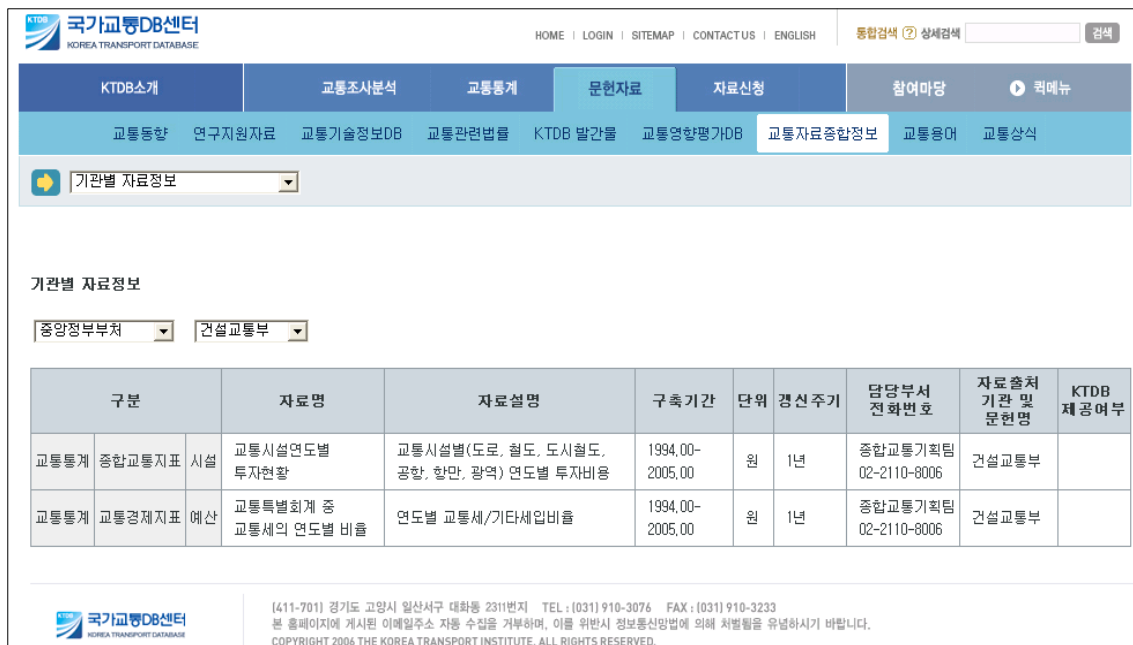 KTDB 국가교통DB센터
KOREA TRANSPORT DATABASE
HOME | LOGIN | SITEMAP | CONTACT US | ENGLISH
통합검색 ? 상세검색 검색
KTDB소개 교통조사분석 교통통계 문헌자료 자료신청 참여마당 퀵메뉴
교통동향 연구지원자료 교통기술정보DB 교통관련법률 KTDB 발간물 교통영향평가DB 교통자료종합정보 교통용어 교통상식
기관별 자료정보
기관별 자료정보
중앙정부부처 건설교통부
구분 자료명 자료설명 구축기간 단위 갱신주기 담당부서 전화번호 자료출처 기관 및 문헌명 KTDB 제공여부
교통통계 종합교통지표 시설 교통시설연도별 투자현황 교통시설별(도로, 철도, 도시철도, 공항, 항만, 광역) 연도별 투자비용 1994.00-2005.00 원 1년 종합교통기획팀 02-2110-8006 건설교통부
교통통계 교통경제지표 예산 교통특별회계 중 교통세의 연도별 비율 연도별 교통세/기타세입비율 1994.00-2005.00 원 1년 종합교통기획팀 02-2110-8006 건설교통부
KTDB 국가교통DB센터
KOREA TRANSPORT DATABASE
(411-701) 경기도 고양시 일산서구 대화동 2311번지 TEL : (031) 910-3076 FAX : (031) 910-3233
본 홈페이지에 게시된 이메일주소 자동 수집을 거부하며, 이를 위반시 정보통신망법에 의해 처벌됨을 유념하시기 바랍니다.
COPYRIGHT 2006 THE KOREA TRANSPORT INSTITUTE. ALL RIGHTS RESERVED.